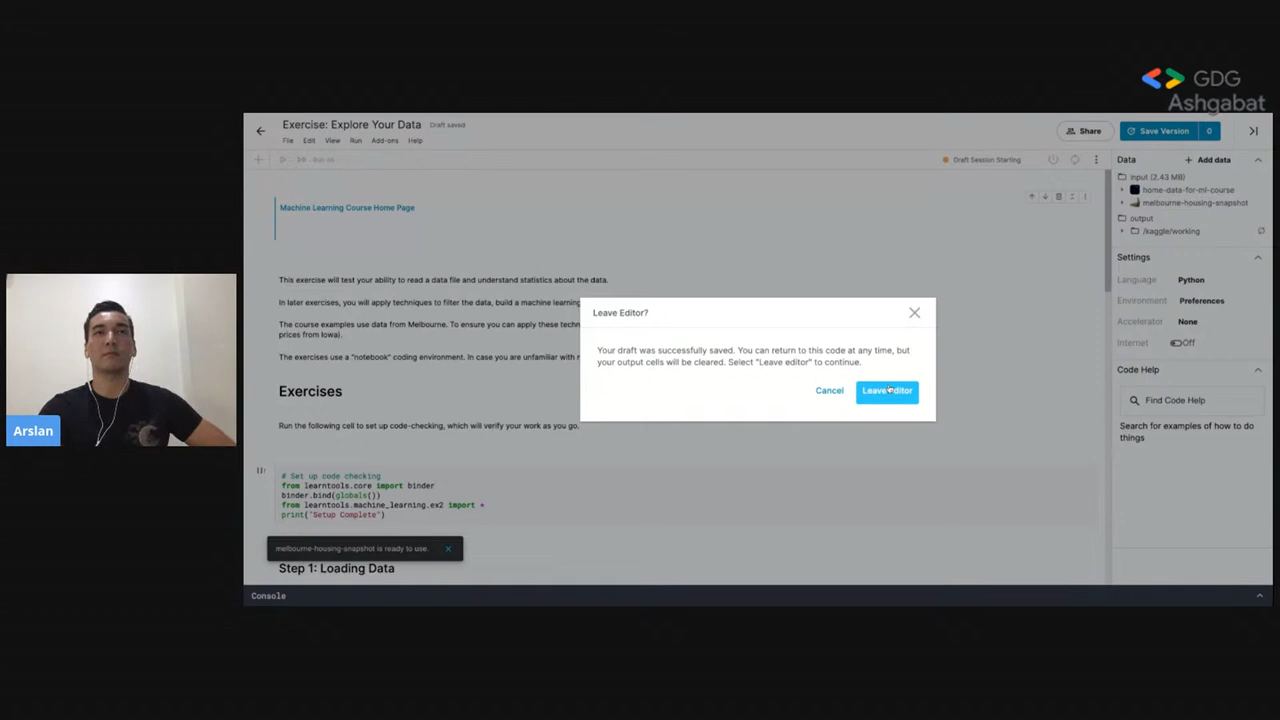 GDG
Ashgabat
Exercise: Explore Your Data
Draft saved
File Edit View Run Add-ons Help
Share
Save Version
0
Run All
Draft Session Starting
Machine Learning Course Home Page
This exercise will test your ability to read a data file and understand statistics about the data.
In later exercises, you will apply techniques to filter the data, build a machine learning
The course examples use data from Melbourne. To ensure you can apply these techn
prices from Iowa).
The exercises use a "notebook" coding environment. In case you are unfamiliar with
Exercises
Run the following cell to set up code-checking, which will verify your work as you go.
# Set up code checking
from learntools.core import binder
binder.bind(globals())
from learntools.machine_learning.ex2 import *
print("Setup Complete")
melbourne-housing-snapshot is ready to use.
Step 1: Loading Data
Console
Leave Editor?
Your draft was successfully saved. You can return to this code at any time, but
your output cells will be cleared. Select "Leave editor" to continue.
Cancel
Leave Editor
Data
+ Add data
input (2.43 MB)
home-data-for-ml-course
melbourne-housing-snapshot
output
/kaggle/working
Settings
Language Python
Environment Preferences
Accelerator None
Internet Off
Code Help
Find Code Help
Search for examples of how to do
things
Arslan